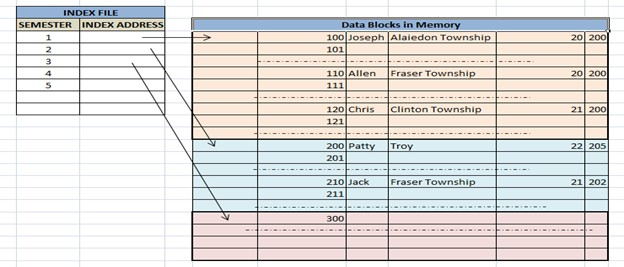 INDEX FILE
SEMESTER INDEX ADDRESS
1
2
3
4
5
Data Blocks in Memory
100 Joseph Alaiedon Township 20 200
101
110 Allen Fraser Township 20 200
111
120 Chris Clinton Township 21 200
121
200 Patty Troy 22 205
201
210 Jack Fraser Township 21 202
211
300